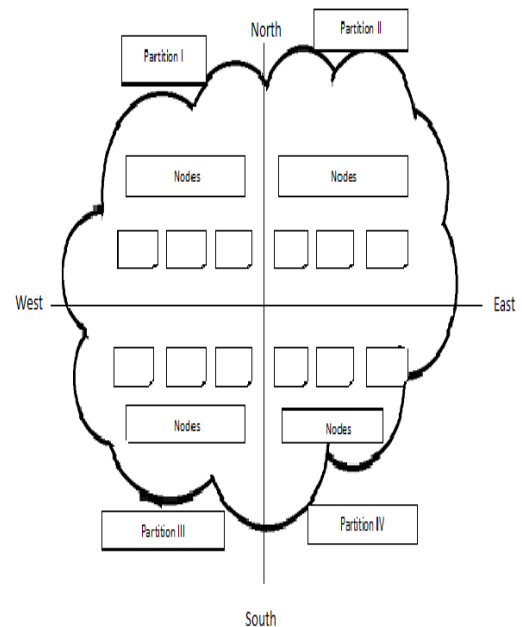 Partition II
North
Partition I
Nodes
Nodes
West
East
Nodes
Nodes
Partition III
Partition IV
South